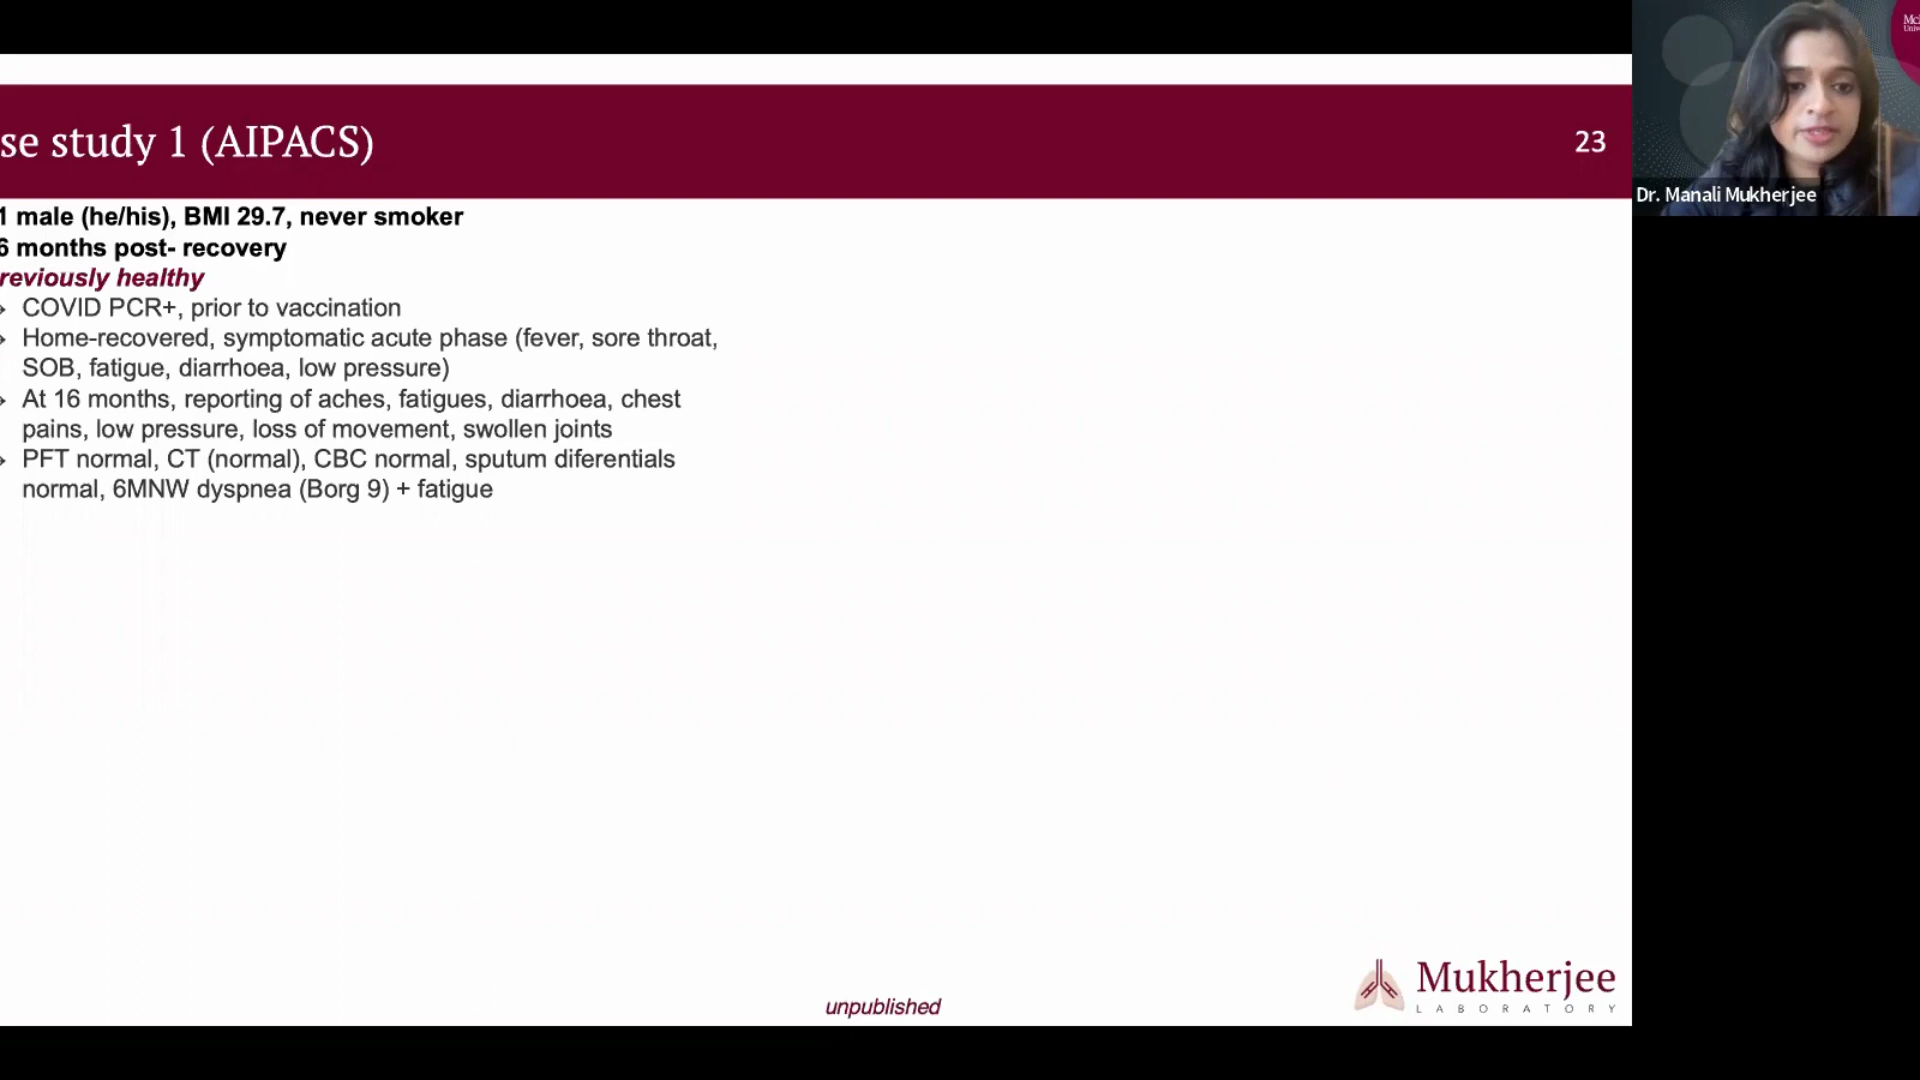 se study 1 (AIPACS)
23
1 male (he/his), BMI 29.7, never smoker
6 months post- recovery
reviously healthy
COVID PCR+, prior to vaccination
Home-recovered, symptomatic acute phase (fever, sore throat,
SOB, fatigue, diarrhoea, low pressure)
At 16 months, reporting of aches, fatigues, diarrhoea, chest
pains, low pressure, loss of movement, swollen joints
PFT normal, CT (normal), CBC normal, sputum diferentials
normal, 6MNW dyspnea (Borg 9) + fatigue
unpublished
Mukherjee
LABORATORY
Dr. Manali Mukherjee